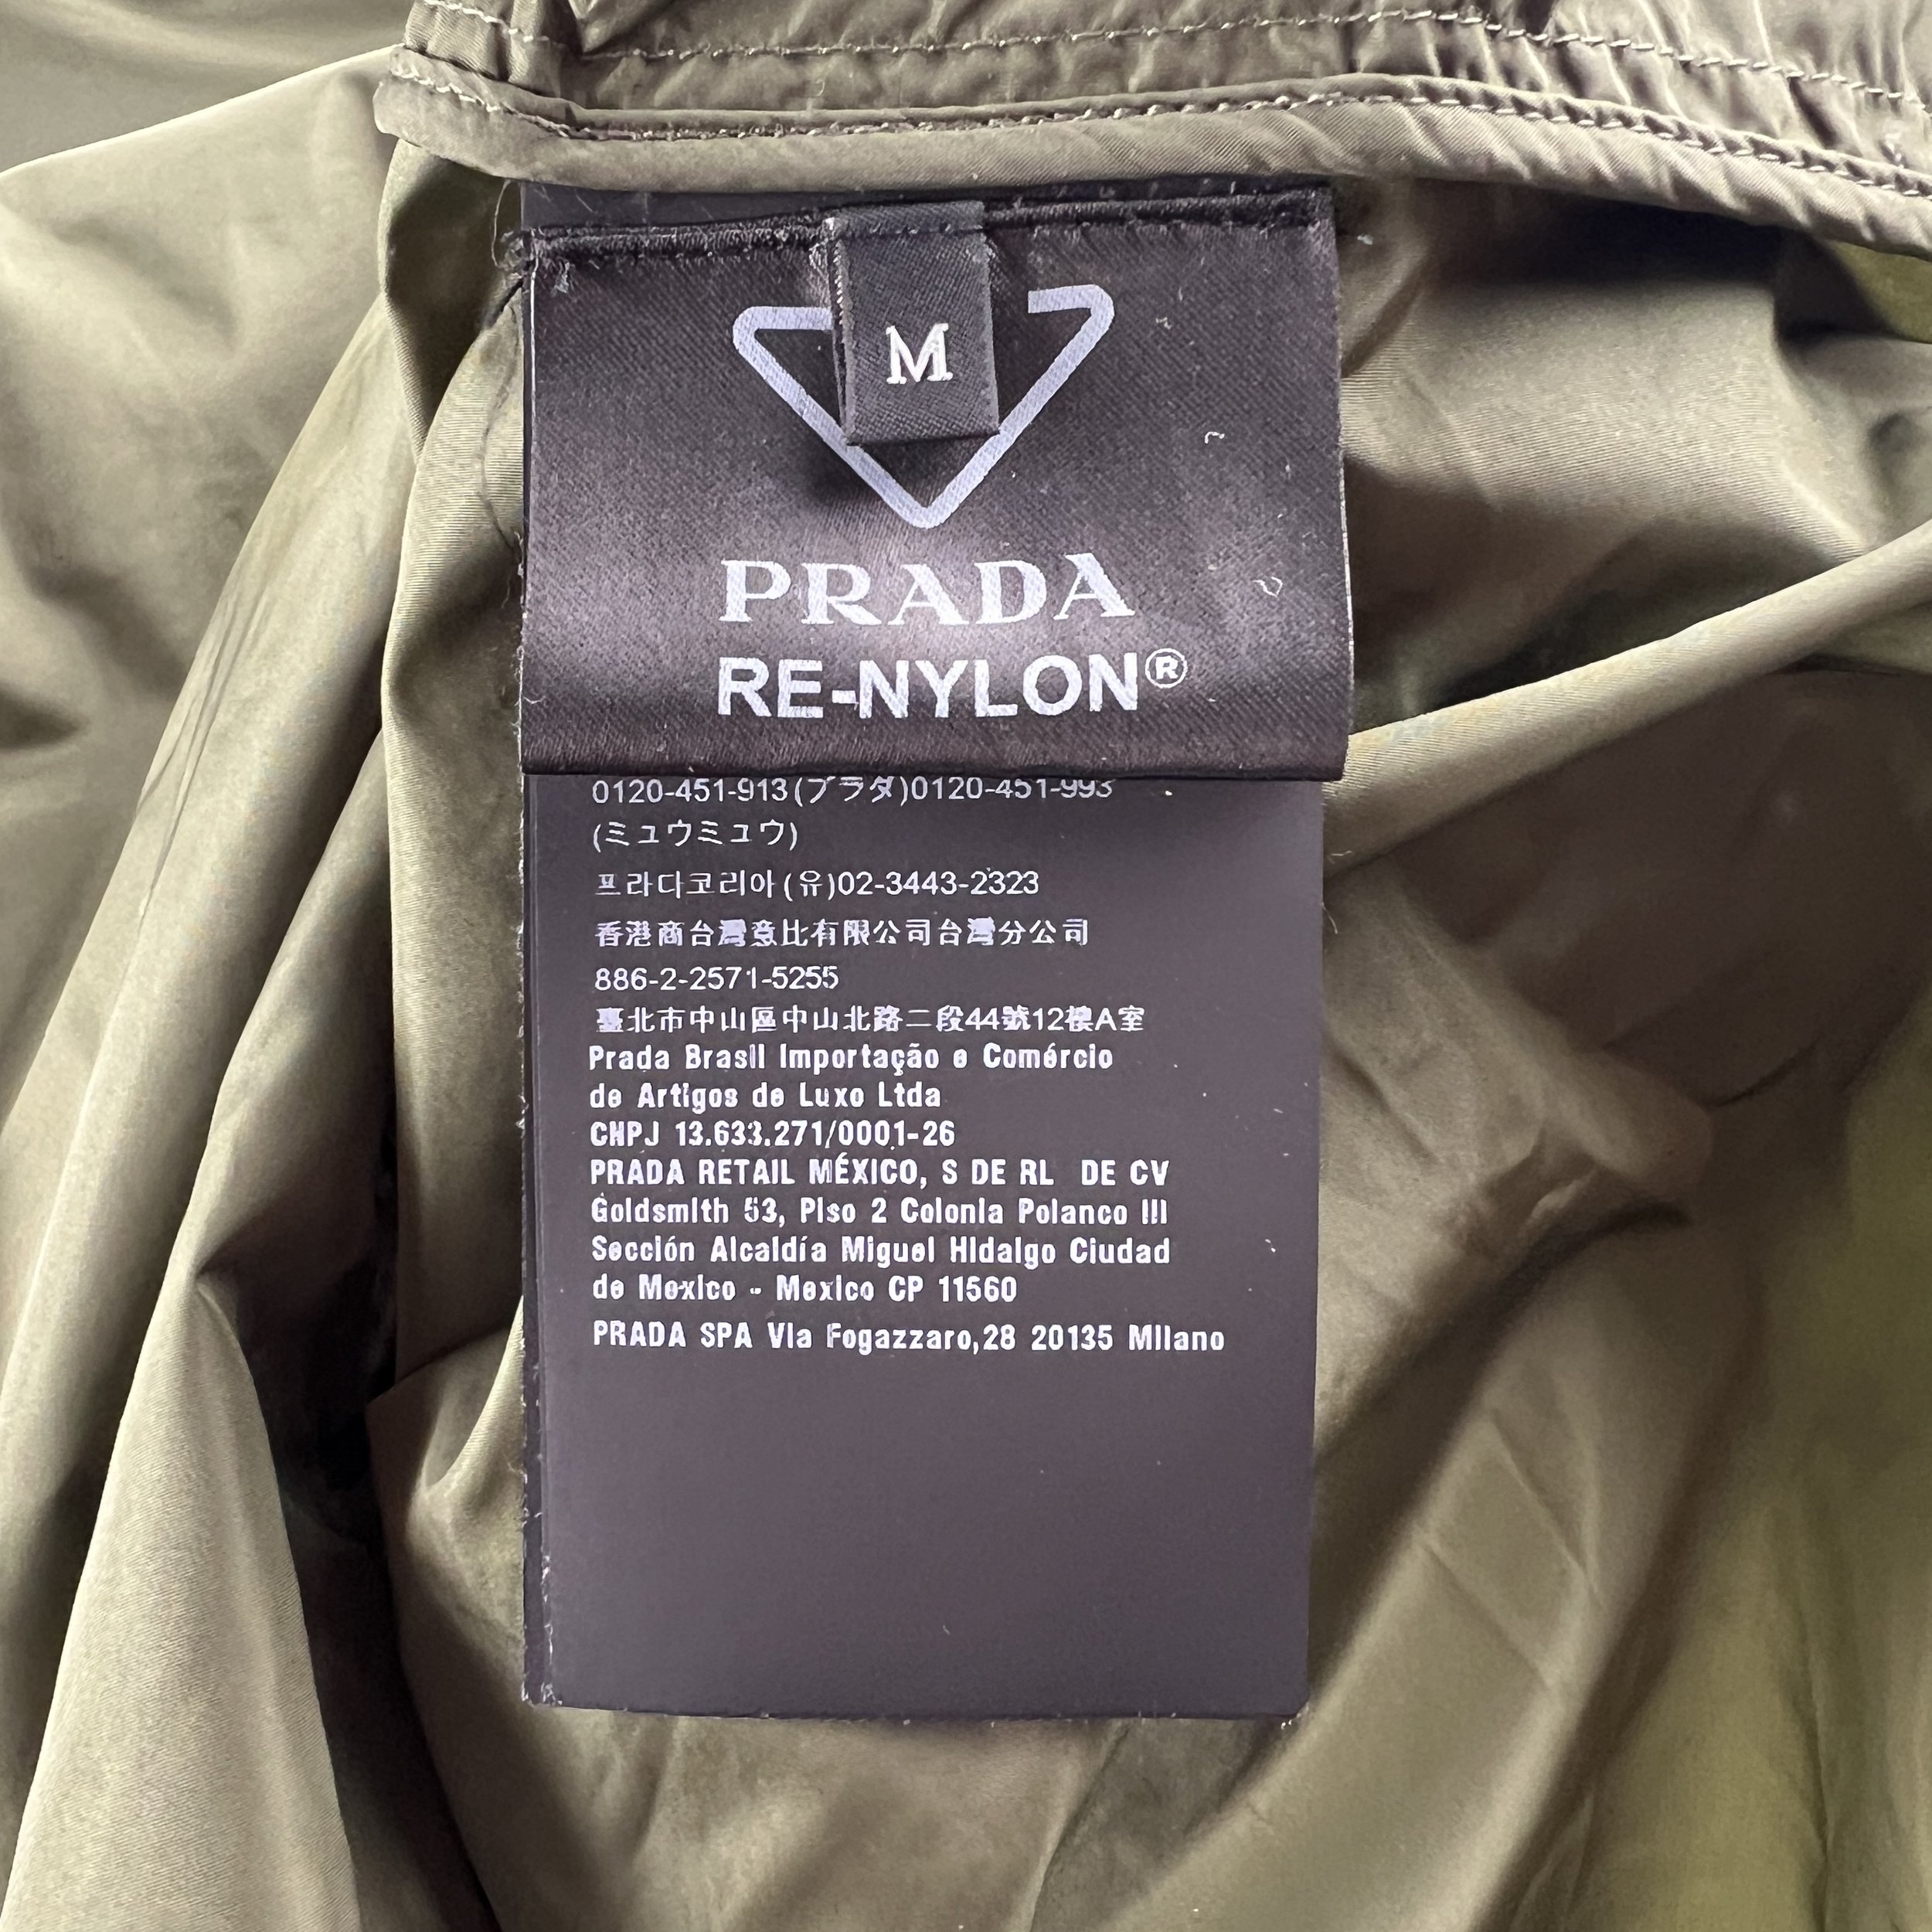 M
PRADA
RE-NYLON®
0120-451-913(プラダ)0120-451-993
(ミュウミュウ)
프라다코리아(유)02-3443-2323
香港商台灣意比有限公司台灣分公司
886-2-2571-5255
臺北市中山區中山北路二段44號12樓A室
Prada Brasil Importação e Comércio
de Artigos de Luxo Ltda
CNPJ 13.633.271/0001-26
PRADA RETAIL MÉXICO, S DE RL DE CV
Goldsmith 53, Piso 2 Colonia Polanco III
Sección Alcaldía Miguel Hidalgo Ciudad
de Mexico - Mexico CP 11560
PRADA SPA Via Fogazzaro,28 20135 Milano